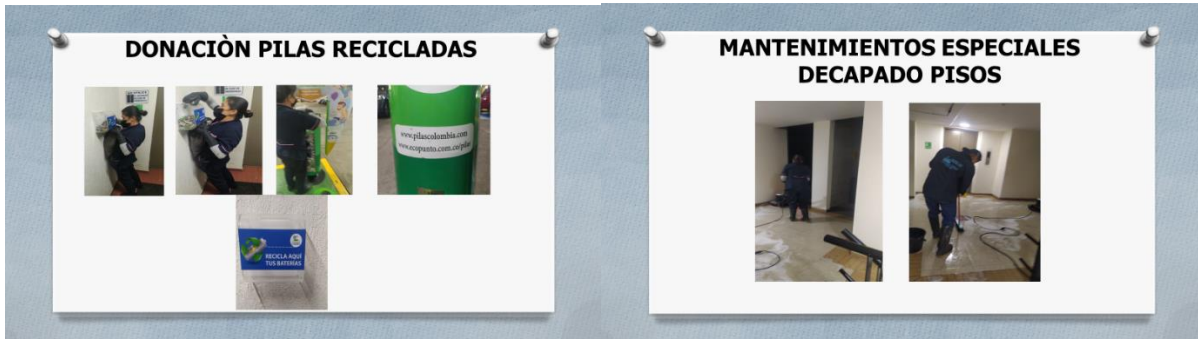 DONACIÒN PILAS RECICLADAS
www.pilascolombia.com
www.ecopunto.com.co/pilas
RECICLA AQUÍ
TUS BATERÍAS
MANTENIMIENTOS ESPECIALES
DECAPADO PISOS